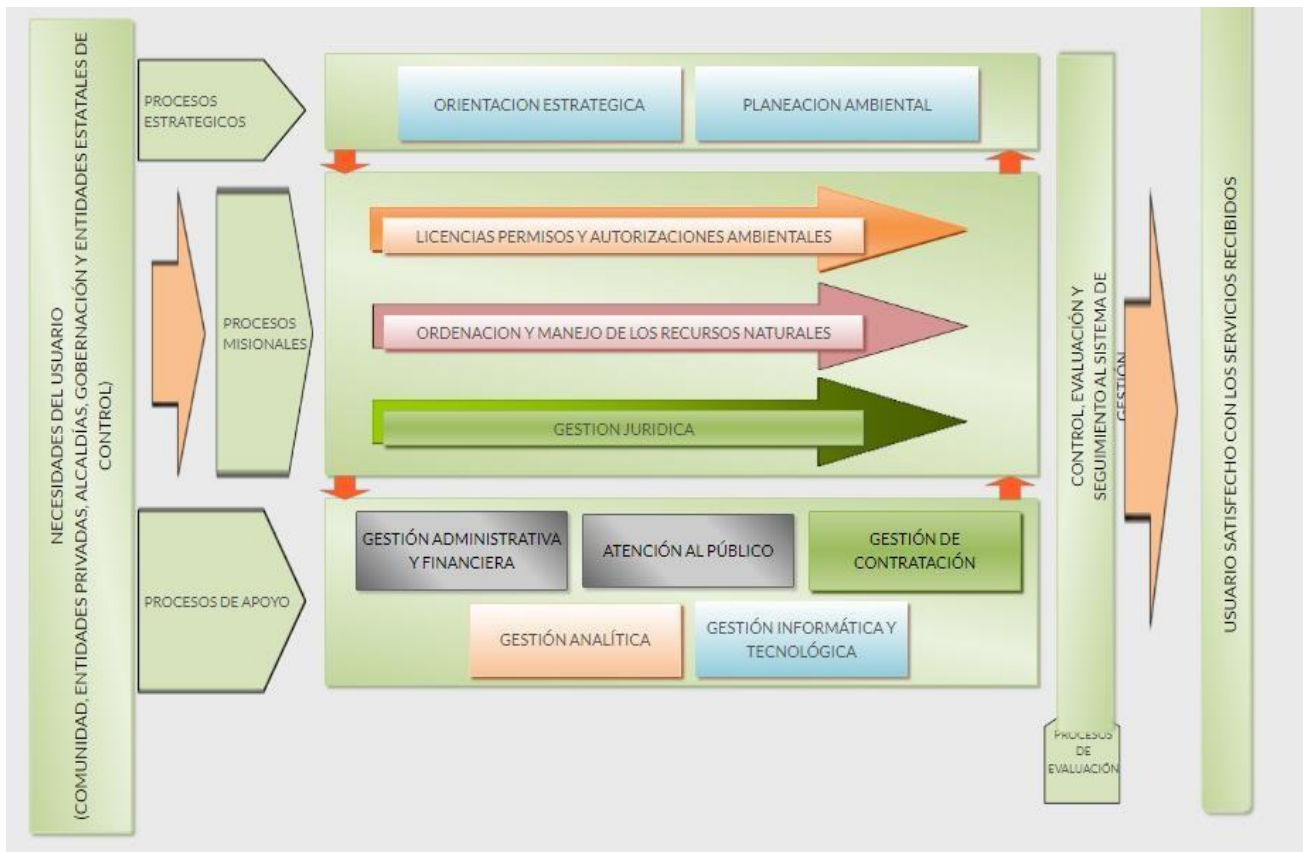 NECESIDADES DEL USUARIO
(COMUNIDAD, ENTIDADES PRIVADAS, ALCALDÍAS, GOBERNACIÓN Y ENTIDADES ESTATALES DE
CONTROL)
PROCESOS
ESTRATEGICOS
ORIENTACION ESTRATEGICA
PLANEACION AMBIENTAL
PROCESOS
MISIONALES
LICENCIAS PERMISOS Y AUTORIZACIONES AMBIENTALES
ORDENACION Y MANEJO DE LOS RECURSOS NATURALES
GESTION JURIDICA
PROCESOS DE APOYO
GESTIÓN ADMINISTRATIVA
Y FINANCIERA
ATENCIÓN AL PÚBLICO
GESTIÓN DE
CONTRATACIÓN
GESTIÓN ANALÍTICA
GESTIÓN INFORMÁTICA Y
TECNOLÓGICA
CONTROL, EVALUACIÓN Y
SEGUIMIENTO AL SISTEMA DE
GESTIÓN
PROCESOS
DE
EVALUACIÓN
USUARIO SATISFECHO CON LOS SERVICIOS RECIBIDOS